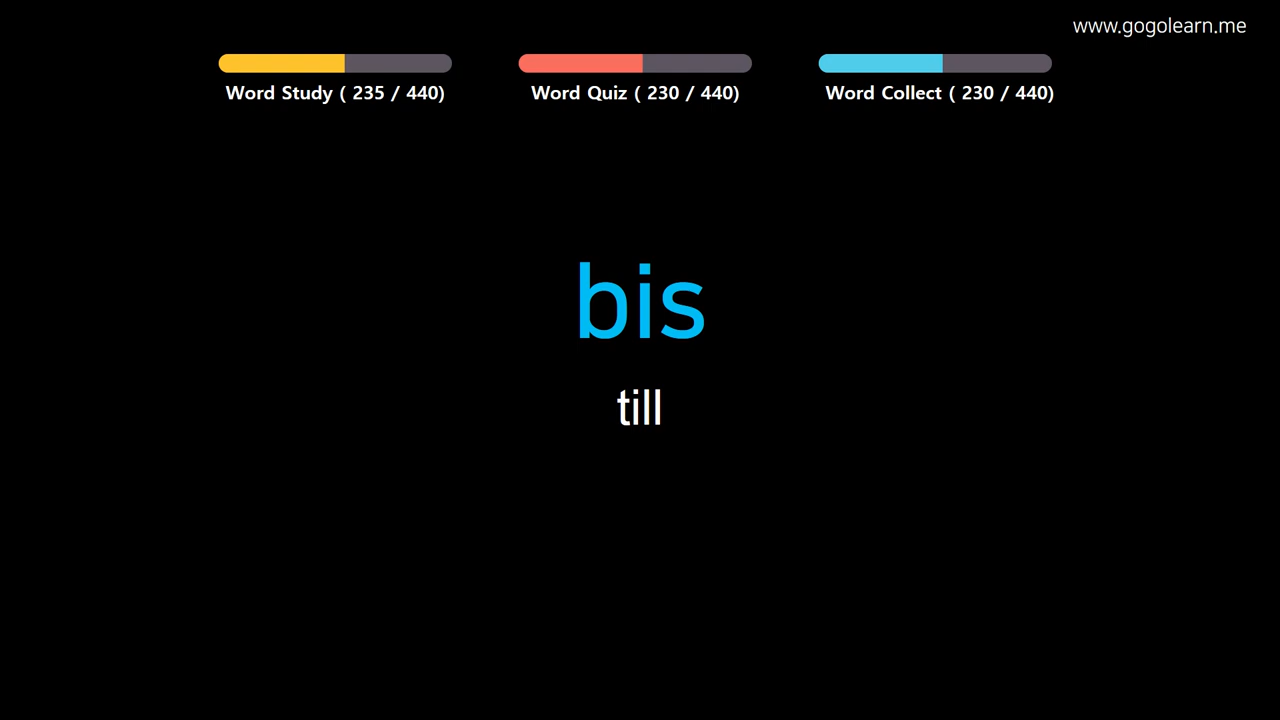 www.gogolearn.me
Word Study ( 235 / 440)
Word Quiz ( 230 / 440)
Word Collect ( 230 / 440)
bis
till